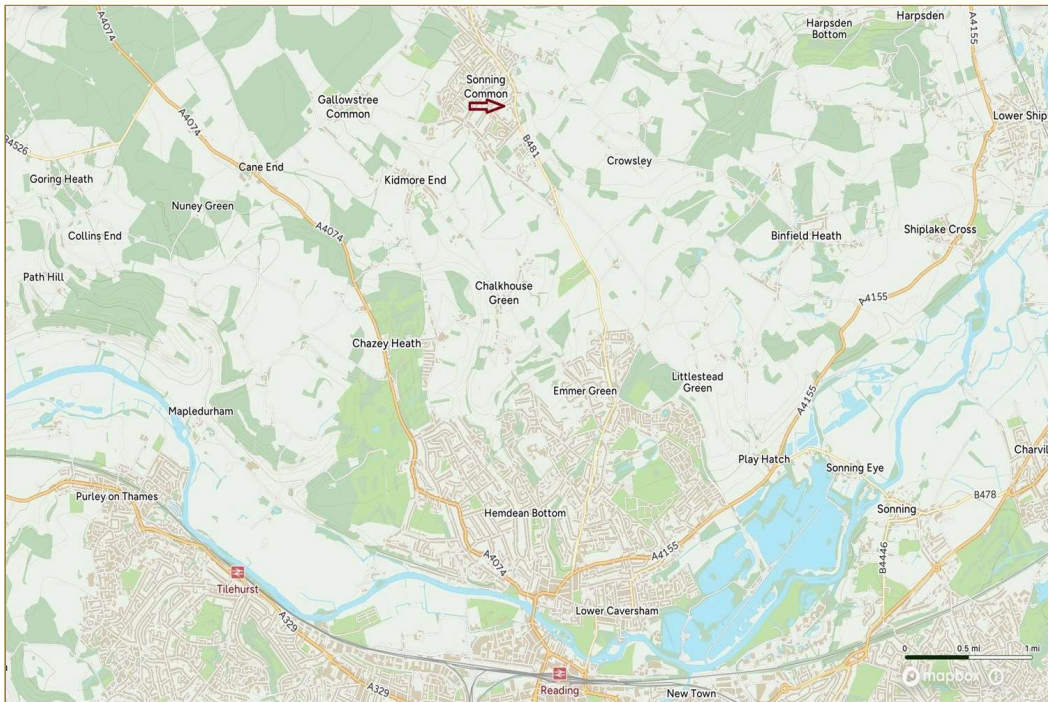 A4074
Harpsden
Harpsden
Bottom
A4155
Sonning
Common
Gallowstree
Common
A4074
Lower Ship
B4526
B481
Crowsley
Cane End
Goring Heath
Kidmore End
Nuney Green
A4074
Shiplake Cross
Collins End
Binfield Heath
Path Hill
Chalkhouse
Green
A4155
Chazey Heath
Littlestead
Green
Emmer Green
A4155
Mapledurham
Charvil
Play Hatch
Sonning Eye
Purley on Thames
B478
Sonning
Hemdean Bottom
A4074
A4155
B4446
Tilehurst
Lower Caversham
A329
0 0.5 mi 1 mi
mapbox
Reading
A329
New Town